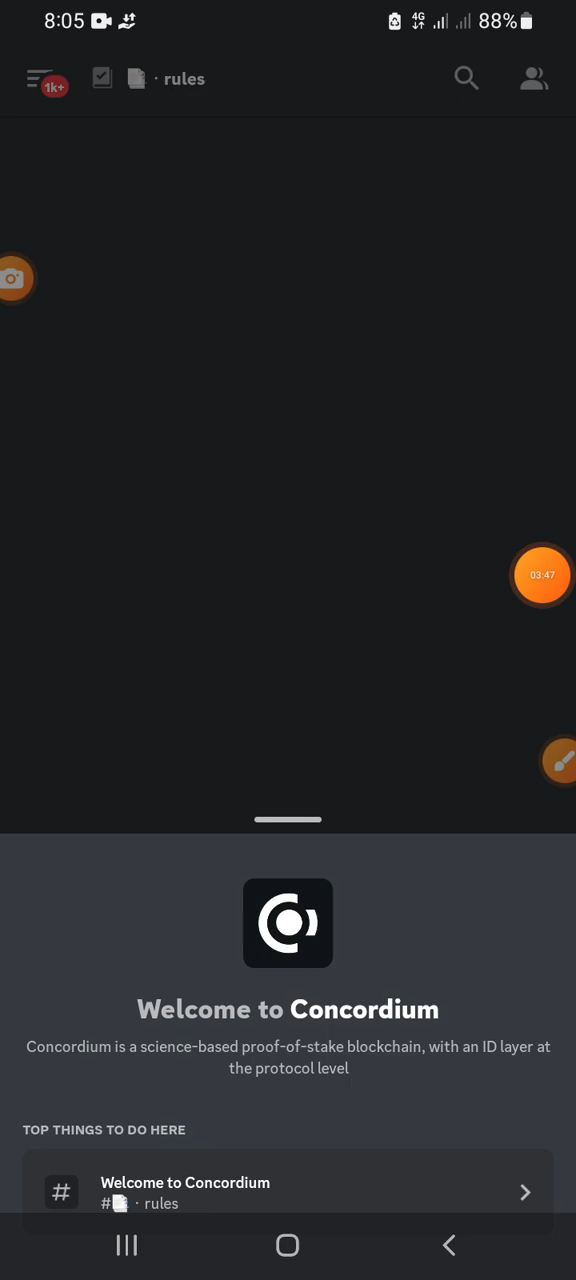 8:05 4G 88%
1k+ · rules
03:47
Welcome to Concordium
Concordium is a science-based proof-of-stake blockchain, with an ID layer at
the protocol level
TOP THINGS TO DO HERE
Welcome to Concordium
# · rules